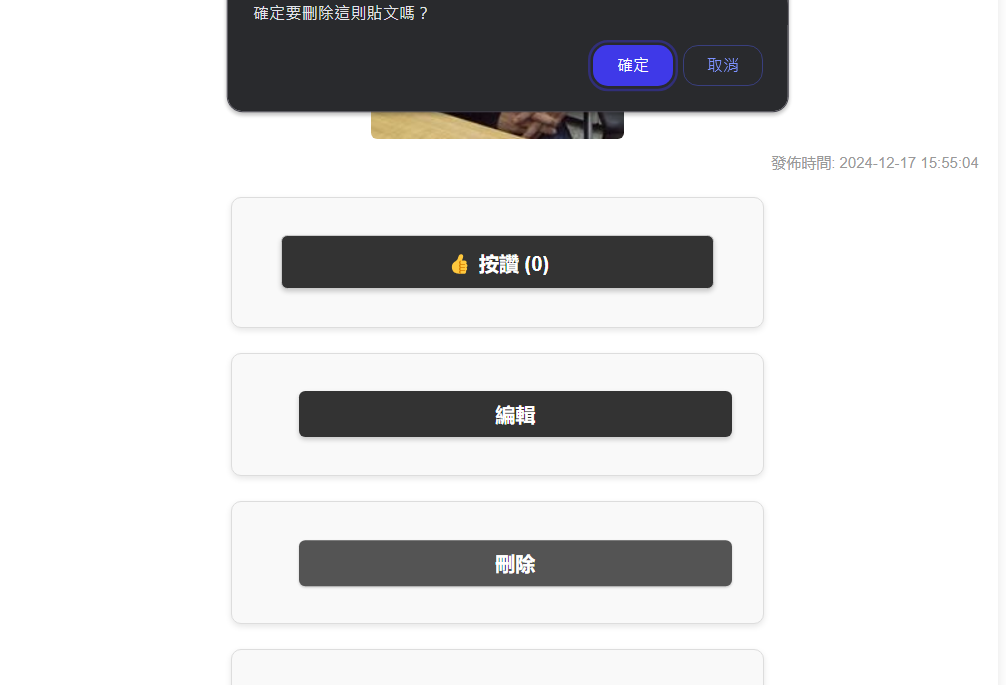 確定要刪除這則貼文嗎？
確定 取消
發佈時間: 2024-12-17 15:55:04
👍 按讚 (0)
編輯
刪除